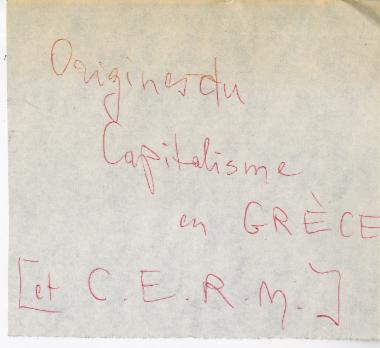 Origines du
Capitalisme
en GRÈCE
[et C.E.R.M.]